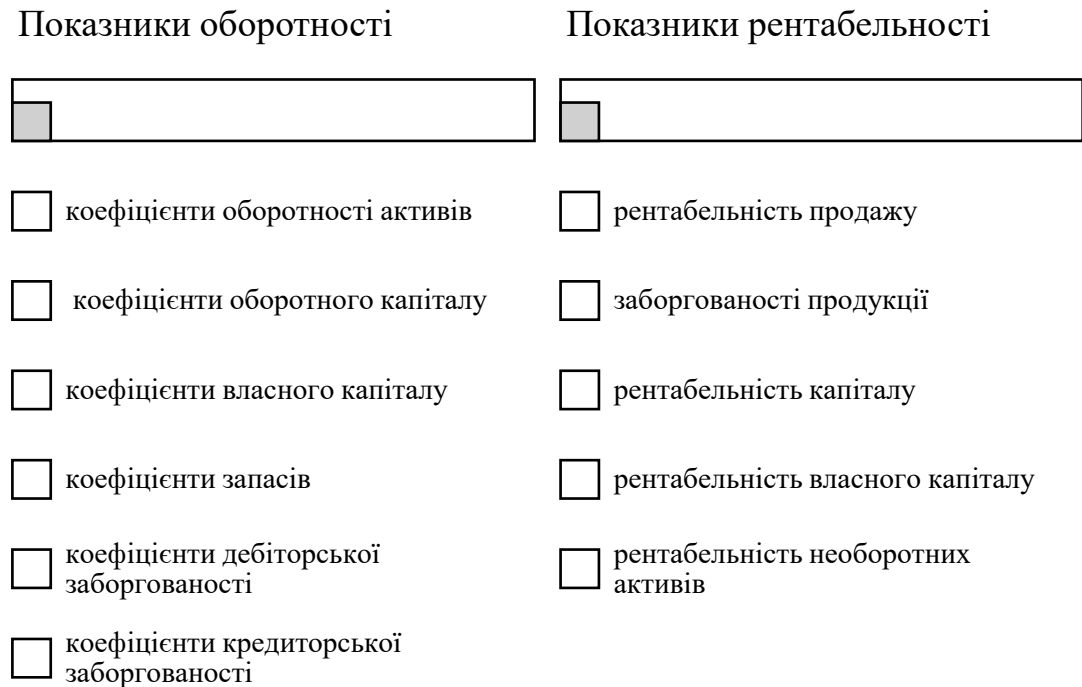 Показники оборотності
коефіцієнти оборотності активів
коефіцієнти оборотного капіталу
коефіцієнти власного капіталу
коефіцієнти запасів
коефіцієнти дебіторської
заборгованості
коефіцієнти кредиторської
заборгованості
Показники рентабельності
рентабельність продажу
заборгованості продукції
рентабельність капіталу
рентабельність власного капіталу
рентабельність необоротних
активів